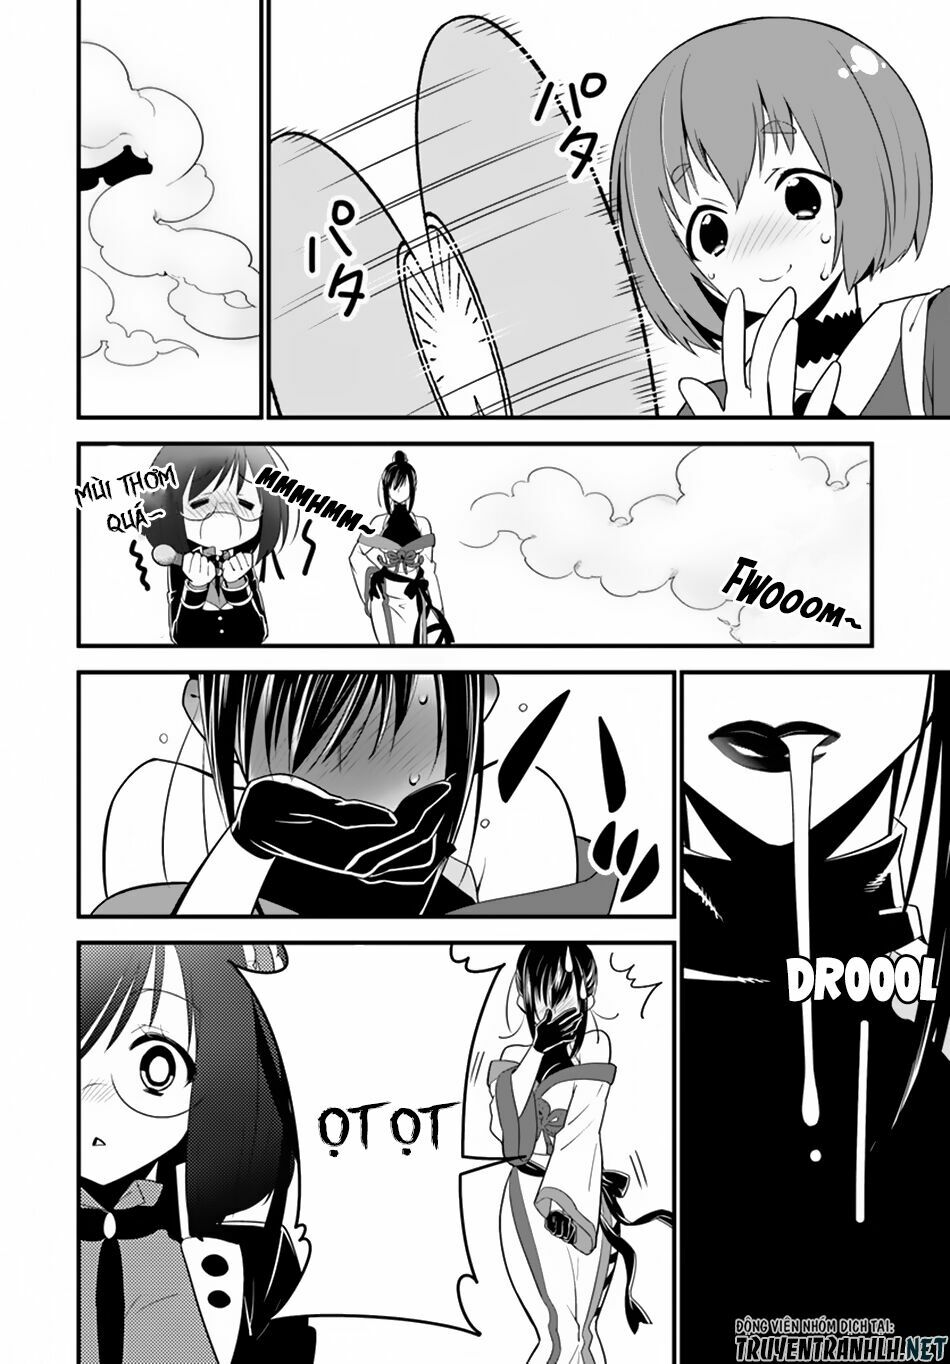 パタ
パタ
FWOOOM~
MMMHMM~
MÙI THƠM
QUÁ~
DROOOL
ỌT ỌT
ĐỘNG VIÊN NHÓM DỊCH TẠI:
TRUYENTRANHLH.NET